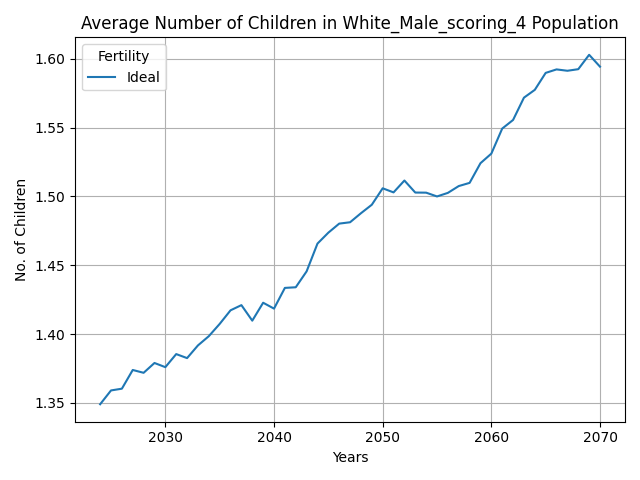 Average Number of Children in White_Male_scoring_4 Population
Fertility
Ideal
No. of Children
1.60
1.55
1.50
1.45
1.40
1.35
2030 2040 2050 2060 2070
Years